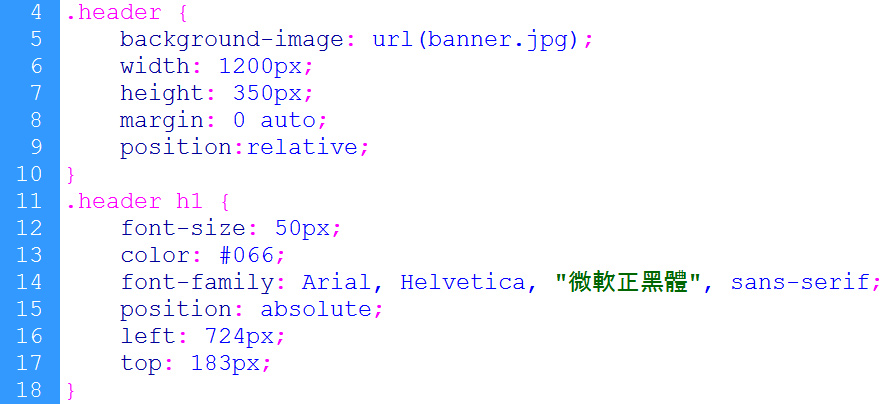 4 .header {
5     background-image: url(banner.jpg);
6     width: 1200px;
7     height: 350px;
8     margin: 0 auto;
9     position:relative;
10 }
11 .header h1 {
12     font-size: 50px;
13     color: #066;
14     font-family: Arial, Helvetica, "微軟正黑體", sans-serif;
15     position: absolute;
16     left: 724px;
17     top: 183px;
18 }